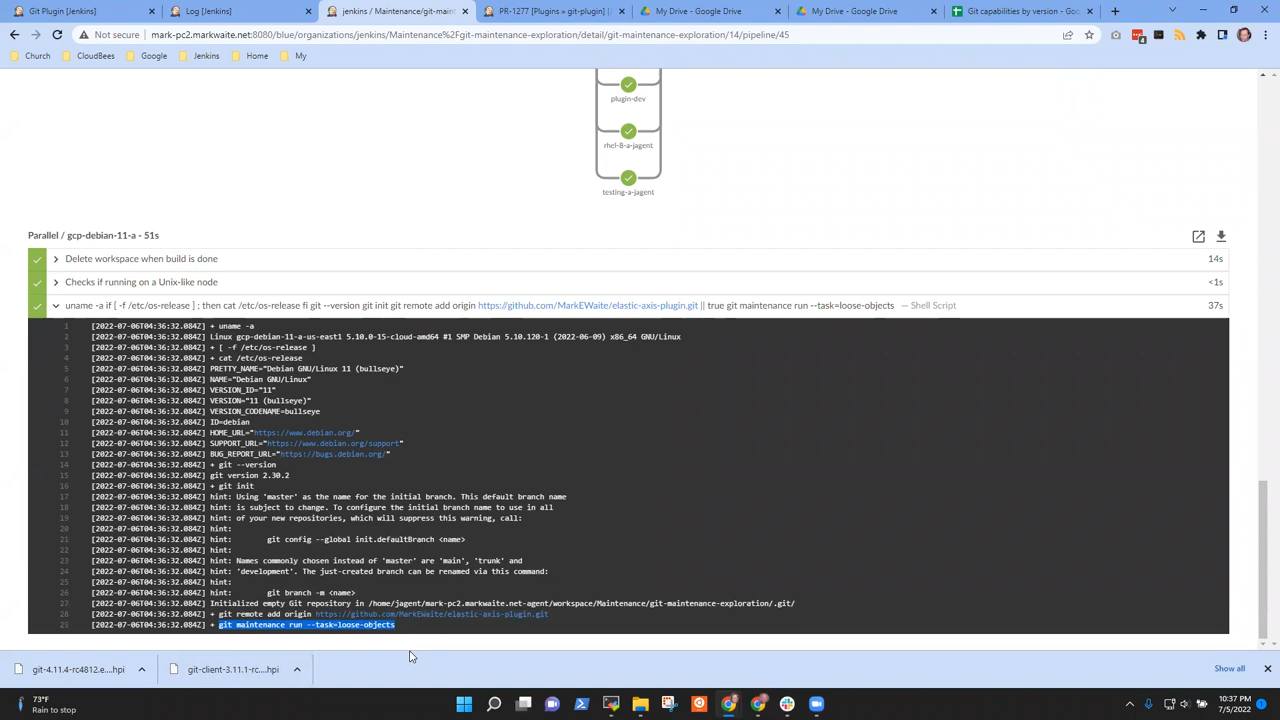 Git Plugin [Jenkins]
Log [Jenkins]
jenkins / Maintenance/git-maint
PR-1277 [Plugins » git-plugin] [
My Drive - Google Drive
My Drive - Google Drive
Git capabilities by version - Goo
Not secure | mark-pc2.markwaite.net:8080/blue/organizations/jenkins/Maintenance%2Fgit-maintenance-exploration/detail/git-maintenance-exploration/14/pipeline/45
Church
CloudBees
Google
Jenkins
Home
My
plugin-dev
rhel-8-a-jagent
testing-a-jagent
Parallel / gcp-debian-11-a - 51s
Delete workspace when build is done 14s
Checks if running on a Unix-like node <1s
uname -a if [ -f /etc/os-release ] ; then cat /etc/os-release fi git --version git init git remote add origin https://github.com/MarkEWaite/elastic-axis-plugin.git || true git maintenance run --task=loose-objects — Shell Script 37s
1 [2022-07-06T04:36:32.084Z] + uname -a
2 [2022-07-06T04:36:32.084Z] Linux gcp-debian-11-a-us-east1 5.10.0-15-cloud-amd64 #1 SMP Debian 5.10.120-1 (2022-06-09) x86_64 GNU/Linux
3 [2022-07-06T04:36:32.084Z] + [ -f /etc/os-release ]
4 [2022-07-06T04:36:32.084Z] + cat /etc/os-release
5 [2022-07-06T04:36:32.084Z] PRETTY_NAME="Debian GNU/Linux 11 (bullseye)"
6 [2022-07-06T04:36:32.084Z] NAME="Debian GNU/Linux"
7 [2022-07-06T04:36:32.084Z] VERSION_ID="11"
8 [2022-07-06T04:36:32.084Z] VERSION="11 (bullseye)"
9 [2022-07-06T04:36:32.084Z] VERSION_CODENAME=bullseye
10 [2022-07-06T04:36:32.084Z] ID=debian
11 [2022-07-06T04:36:32.084Z] HOME_URL="https://www.debian.org/"
12 [2022-07-06T04:36:32.084Z] SUPPORT_URL="https://www.debian.org/support"
13 [2022-07-06T04:36:32.084Z] BUG_REPORT_URL="https://bugs.debian.org/"
14 [2022-07-06T04:36:32.084Z] + git --version
15 [2022-07-06T04:36:32.084Z] git version 2.30.2
16 [2022-07-06T04:36:32.084Z] + git init
17 [2022-07-06T04:36:32.084Z] hint: Using 'master' as the name for the initial branch. This default branch name
18 [2022-07-06T04:36:32.084Z] hint: is subject to change. To configure the initial branch name to use in all
19 [2022-07-06T04:36:32.084Z] hint: of your new repositories, which will suppress this warning, call:
20 [2022-07-06T04:36:32.084Z] hint:
21 [2022-07-06T04:36:32.084Z] hint: git config --global init.defaultBranch <name>
22 [2022-07-06T04:36:32.084Z] hint:
23 [2022-07-06T04:36:32.084Z] hint: Names commonly chosen instead of 'master' are 'main', 'trunk' and
24 [2022-07-06T04:36:32.084Z] hint: 'development'. The just-created branch can be renamed via this command:
25 [2022-07-06T04:36:32.084Z] hint:
26 [2022-07-06T04:36:32.084Z] hint: git branch -m <name>
27 [2022-07-06T04:36:32.084Z] Initialized empty Git repository in /home/jagent/mark-pc2.markwaite.net-agent/workspace/Maintenance/git-maintenance-exploration/.git/
28 [2022-07-06T04:36:32.084Z] + git remote add origin https://github.com/MarkEWaite/elastic-axis-plugin.git
[2022-07-06T04:36:32.084Z] + git maintenance run --task=loose-objects
git-4.11.4-rc4812.e....hpi
git-client-3.11.1-rc....hpi
Show all
73°F
Rain to stop
10:37 PM
7/5/2022